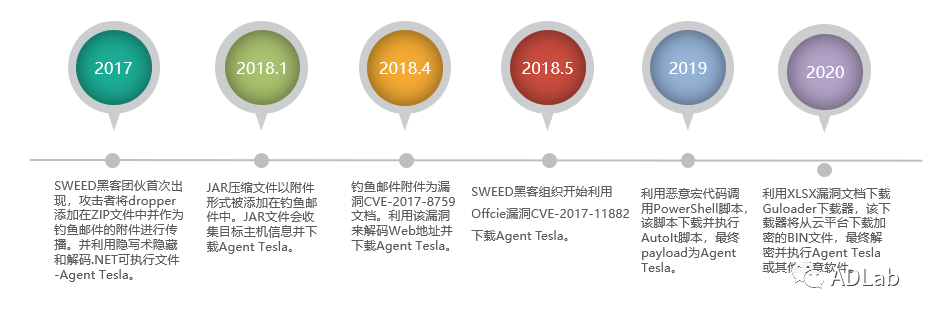 2017
2018.1
2018.4
2018.5
2019
2020
SWEED黑客团伙首次出
现，攻击者将dropper
添加在ZIP文件中并作为
钓鱼邮件的附件进行传
播。并利用隐写术隐藏
和解码.NET可执行文件
-Agent Tesla。
JAR压缩文件以附件
形式被添加在钓鱼邮
件中。JAR文件会收
集目标主机信息并下
载Agent Tesla。
钓鱼邮件附件为漏
洞CVE-2017-8759
文档。利用该漏洞
来解码Web地址并
下载Agent Tesla。
SWEED黑客组织开始利用
Offcie漏洞CVE-2017-11882
下载Agent Tesla。
利用恶意宏代码调
用PowerShell脚本，
该脚本下载并执行
AutoIt脚本，最终
payload为Agent
Tesla。
利用XLSX漏洞文档下载
Guloader下载器，该下
载器将从云平台下载加
密的BIN文件，最终解
密并执行Agent Tesla
或其他 意软件。
ADLab